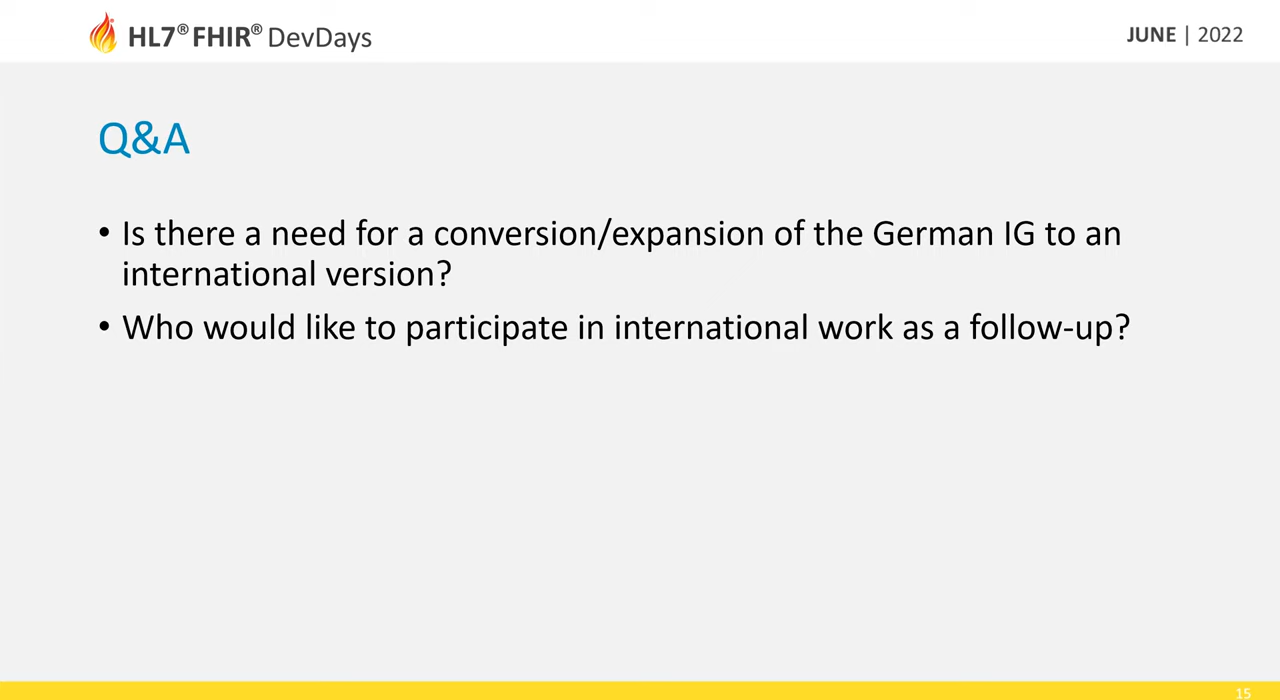 HL7® FHIR® DevDays
JUNE | 2022
Q&A
• Is there a need for a conversion/expansion of the German IG to an
international version?
• Who would like to participate in international work as a follow-up?
15